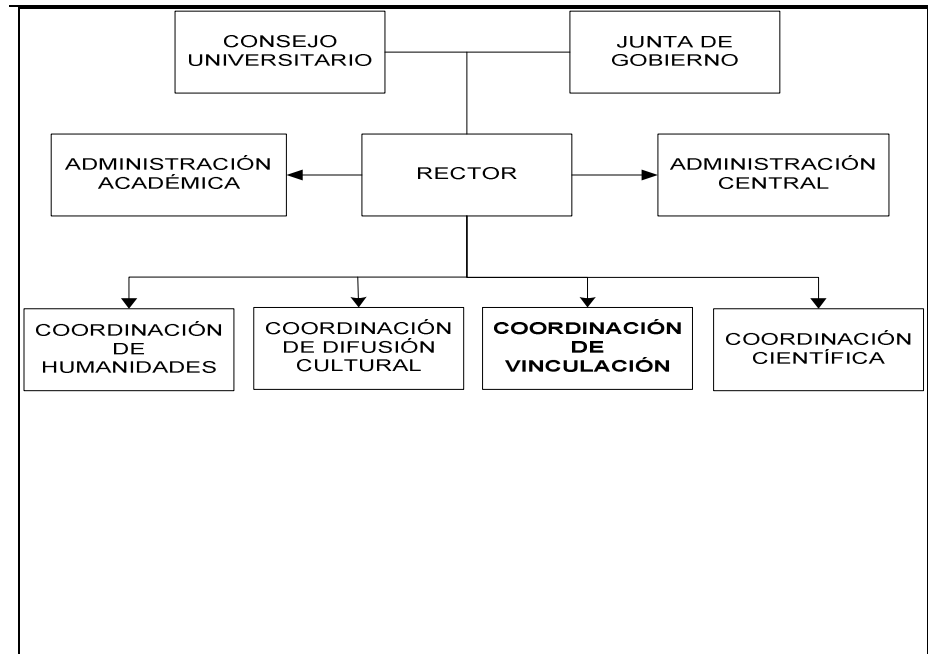 CONSEJO
UNIVERSITARIO
JUNTA DE
GOBIERNO
ADMINISTRACIÓN
ACADÉMICA
RECTOR
ADMINISTRACIÓN
CENTRAL
COORDINACIÓN
DE
HUMANIDADES
COORDINACIÓN
DE DIFUSIÓN
CULTURAL
COORDINACIÓN
DE
VINCULACIÓN
COORDINACIÓN
CIENTÍFICA